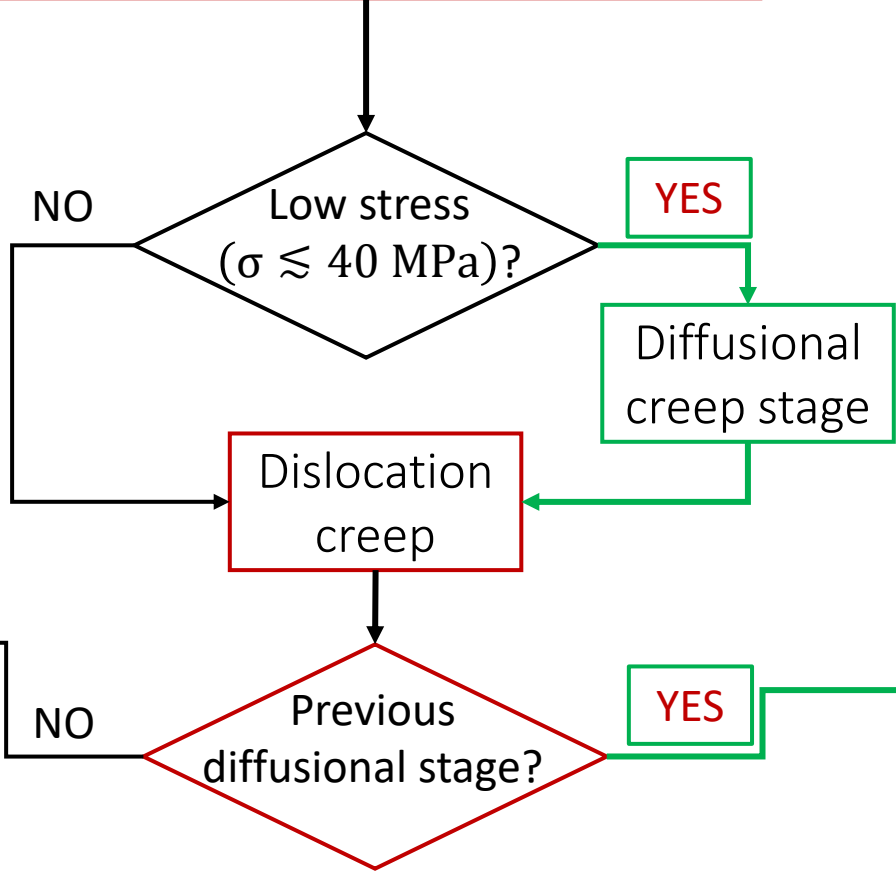 NO
Low stress
(σ ≲ 40 MPa)?
YES
Diffusional
creep stage
Dislocation
creep
NO
Previous
diffusional stage?
YES